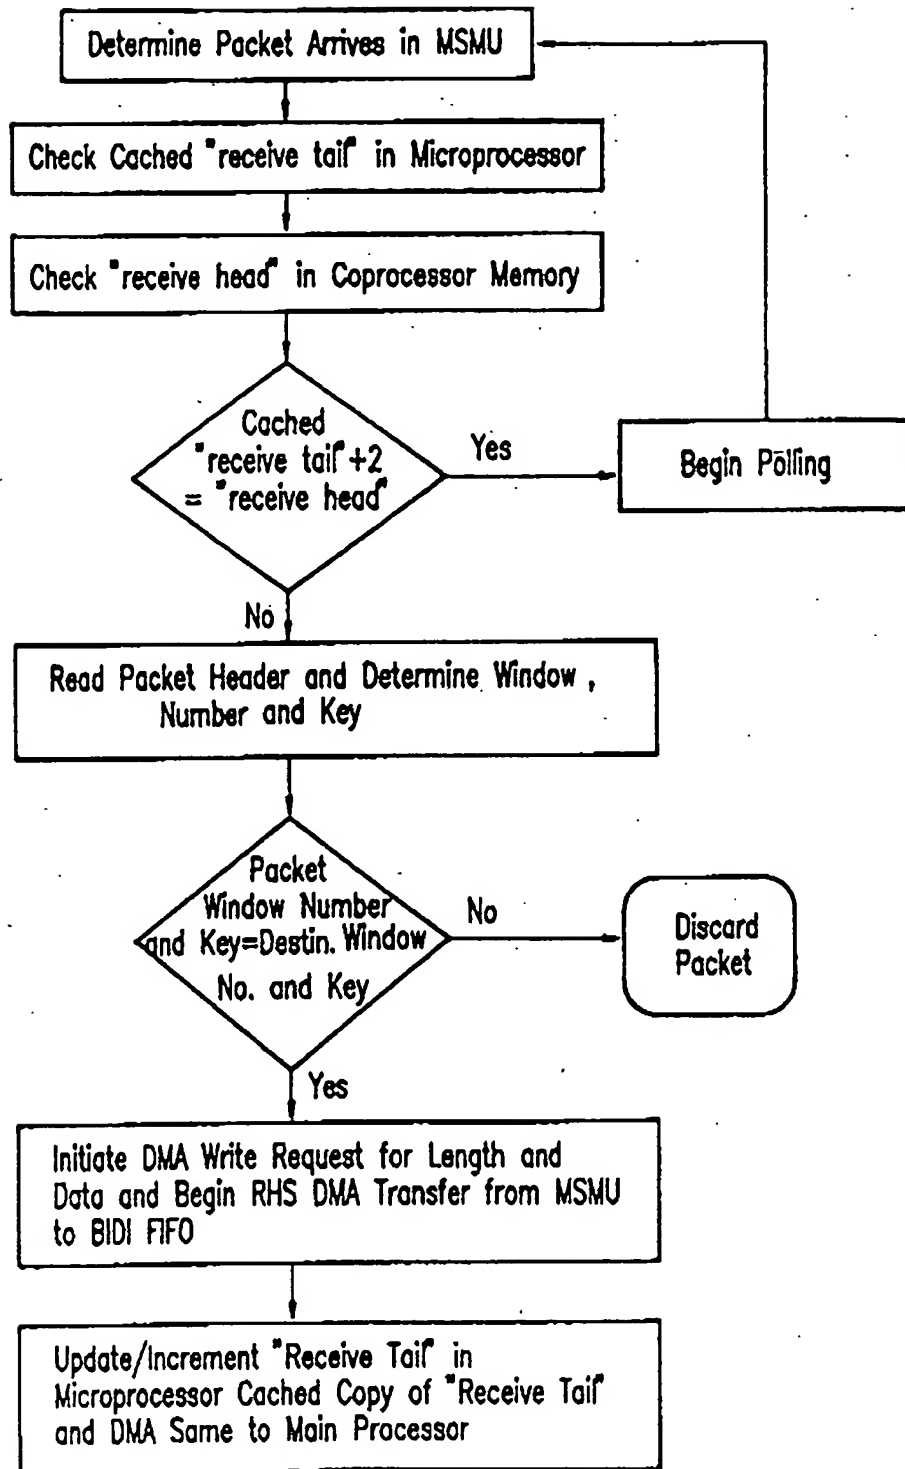 Determine Packet Arrives in MSMU
Check Cached "receive tail" in Microprocessor
Check "receive head" in Coprocessor Memory
Cached
"receive tail"+2
= "receive head"
Yes
Begin Polling
No
Read Packet Header and Determine Window,
Number and Key
Packet
Window Number
and Key=Destin. Window
No. and Key
No
Discard
Packet
Yes
Initiate DMA Write Request for Length and
Data and Begin RHS DMA Transfer from MSMU
to BIDI FIFO
Update/Increment "Receive Tail" in
Microprocessor Cached Copy of "Receive Tail"
and DMA Same to Main Processor